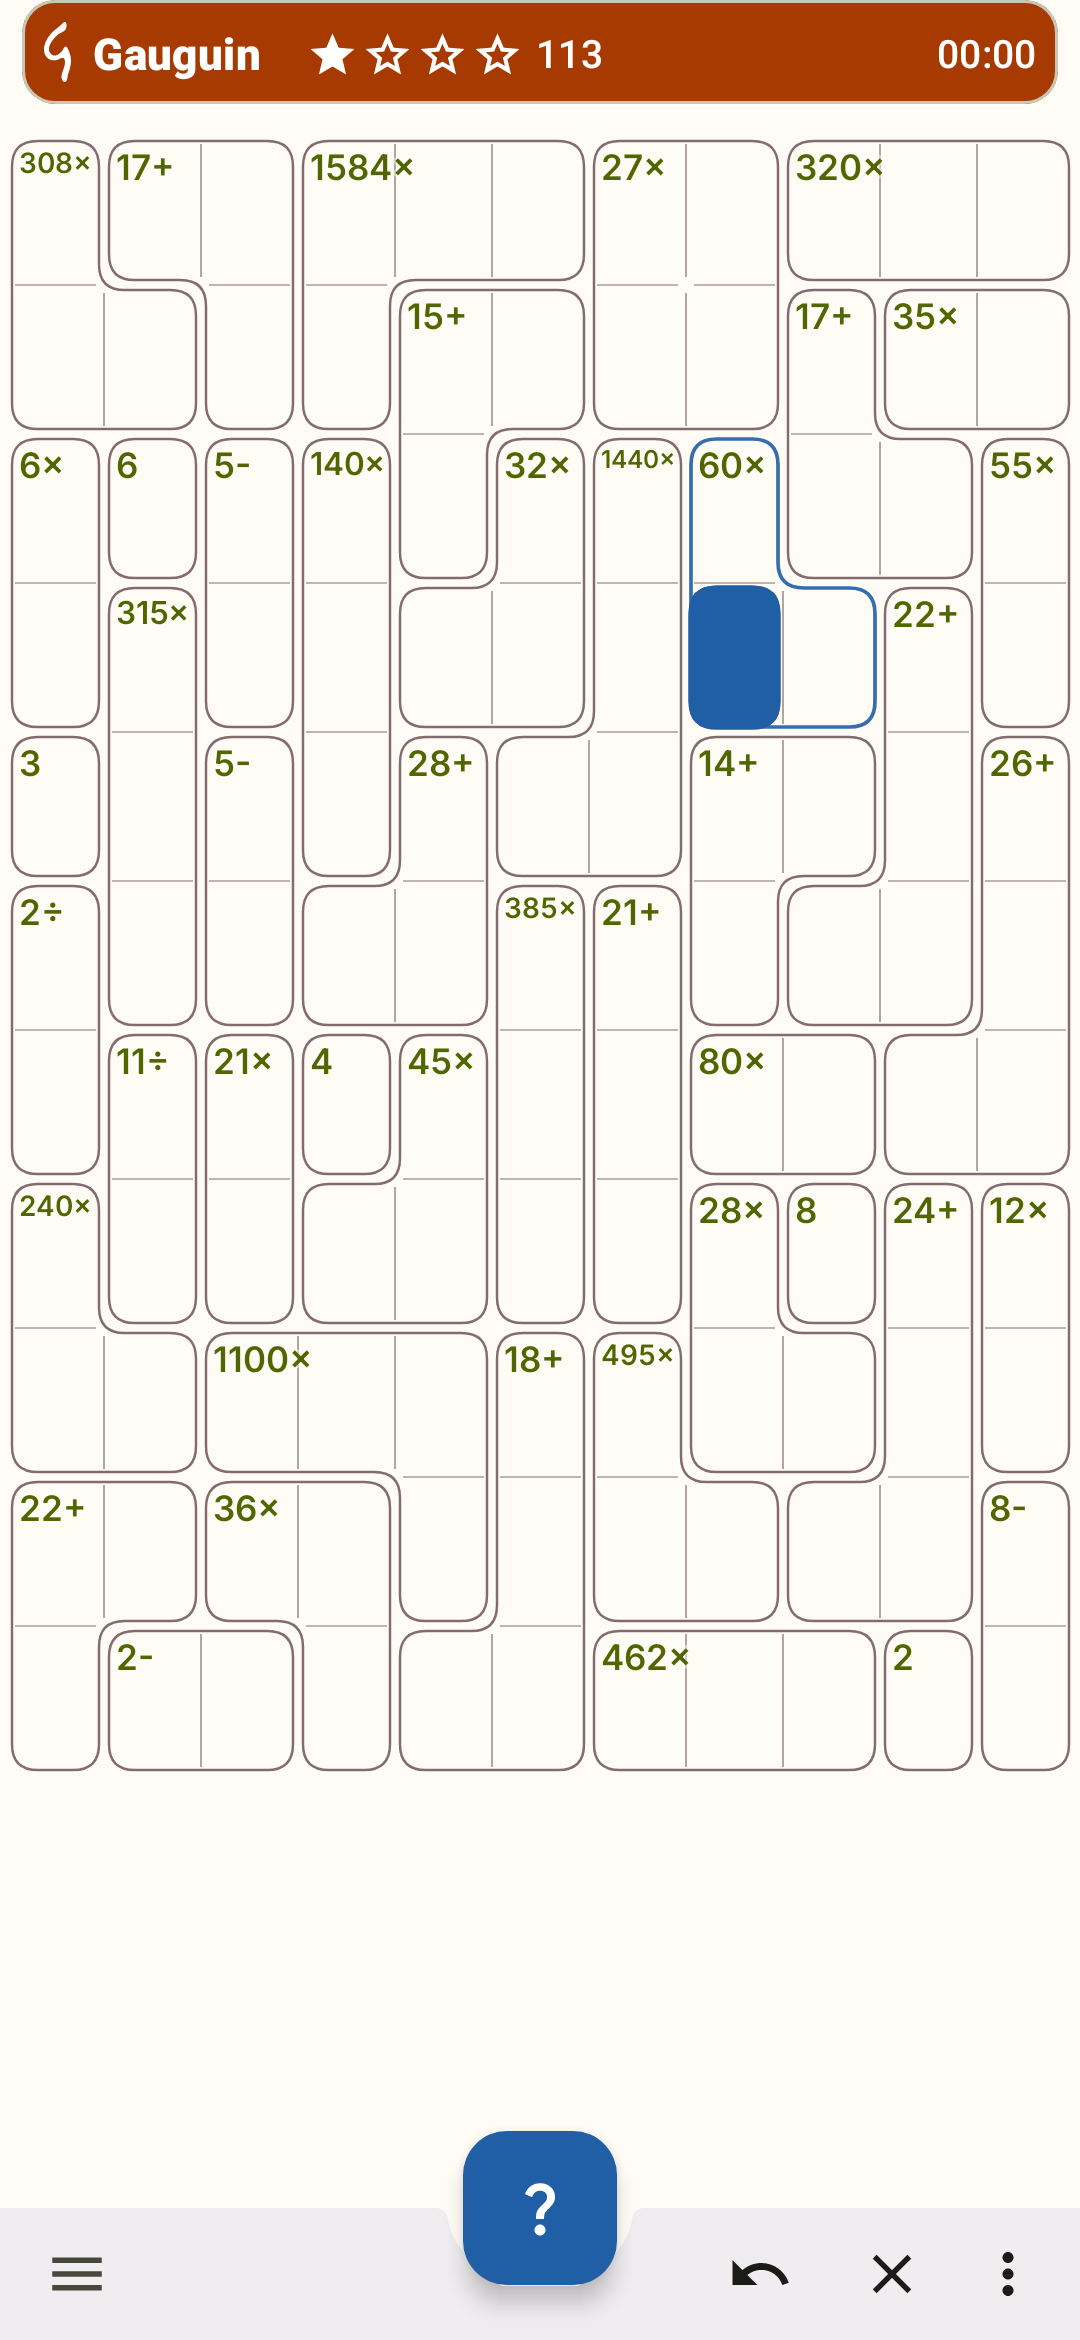 Gauguin 113 00:00
308× 17+ 1584× 27× 320×
15+ 17+ 35×
6× 6 5- 140× 32× 1440× 60× 55×
315× 22+
3 5- 28+ 14+ 26+
2÷ 385× 21+
11÷ 21× 4 45× 80×
240× 28× 8 24+ 12×
1100× 18+ 495×
22+ 36× 8-
2- 462× 2
?